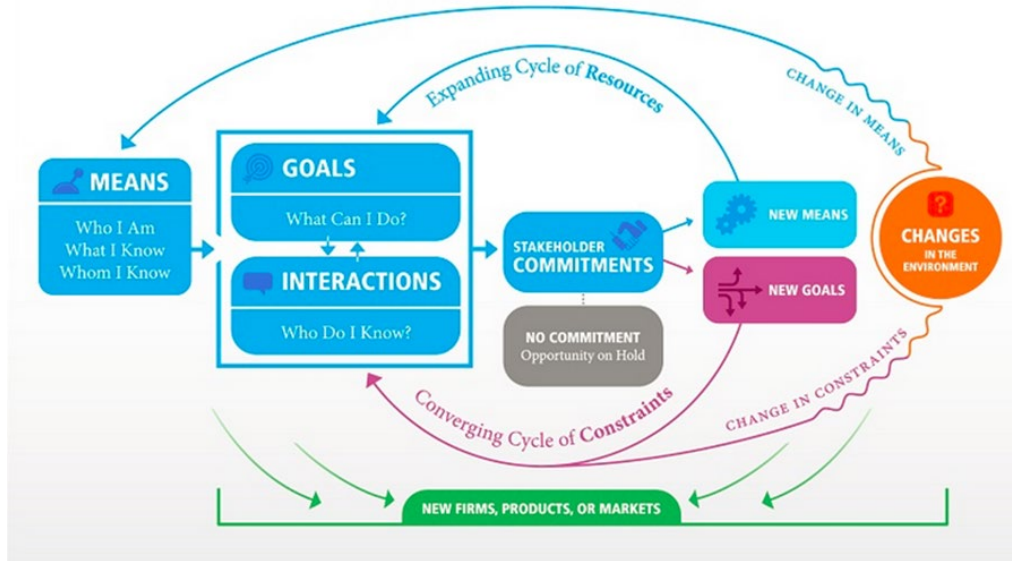 Expanding Cycle of Resources
CHANGE IN MEANS
MEANS
Who I Am
What I Know
Whom I Know
GOALS
What Can I Do?
INTERACTIONS
Who Do I Know?
STAKEHOLDER
COMMITMENTS
NO COMMITMENT
Opportunity on Hold
NEW MEANS
NEW GOALS
?
CHANGES
IN THE
ENVIRONMENT
Converging Cycle of Constraints
CHANGE IN CONSTRAINTS
NEW FIRMS, PRODUCTS, OR MARKETS